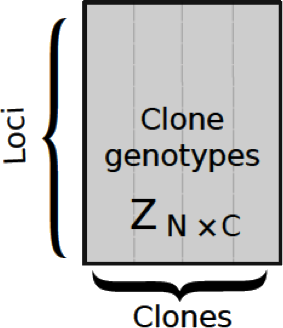 Loci
Clone
genotypes
Z N × C
Clones